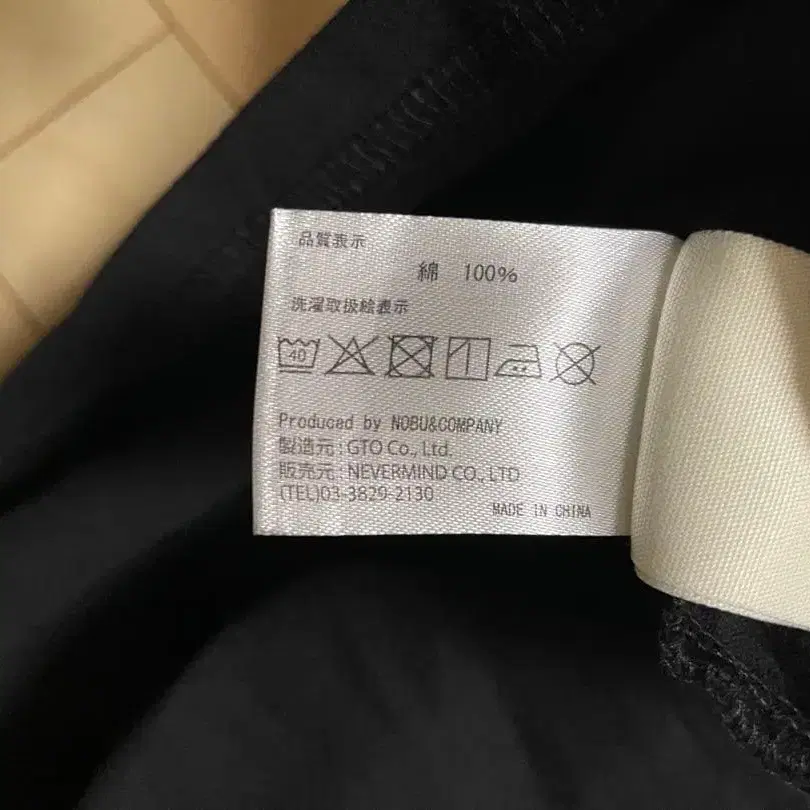 品質表示
綿 100%
洗濯取扱絵表示
40
Produced by NOBU&COMPANY
製造元 : GTO Co., Ltd.
販売元 : NEVERMIND CO., LTD
(TEL)03-3829-2130
MADE IN CHINA